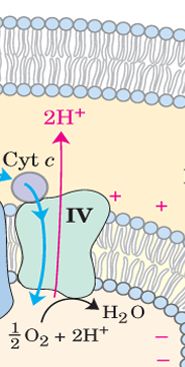 2H⁺
Cyt c
IV
+
+
H₂O
½ O₂ + 2H⁺
−
−